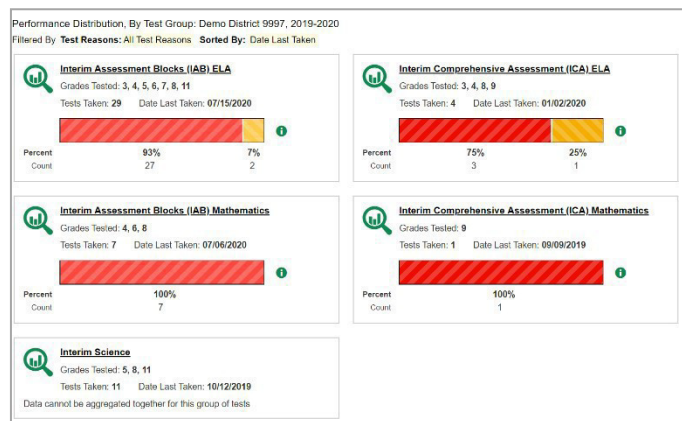 Performance Distribution, By Test Group: Demo District 9997, 2019-2020
Filtered By Test Reasons: All Test Reasons Sorted By: Date Last Taken
Interim Assessment Blocks (IAB) ELA
Grades Tested: 3, 4, 5, 6, 7, 8, 11
Tests Taken: 29 Date Last Taken: 07/15/2020
Percent 93% 7%
Count 27 2
Interim Comprehensive Assessment (ICA) ELA
Grades Tested: 3, 4, 8, 9
Tests Taken: 4 Date Last Taken: 01/02/2020
Percent 75% 25%
Count 3 1
Interim Assessment Blocks (IAB) Mathematics
Grades Tested: 4, 6, 8
Tests Taken: 7 Date Last Taken: 07/06/2020
Percent 100%
Count 7
Interim Comprehensive Assessment (ICA) Mathematics
Grades Tested: 9
Tests Taken: 1 Date Last Taken: 09/09/2019
Percent 100%
Count 1
Interim Science
Grades Tested: 5, 8, 11
Tests Taken: 11 Date Last Taken: 10/12/2019
Data cannot be aggregated together for this group of tests